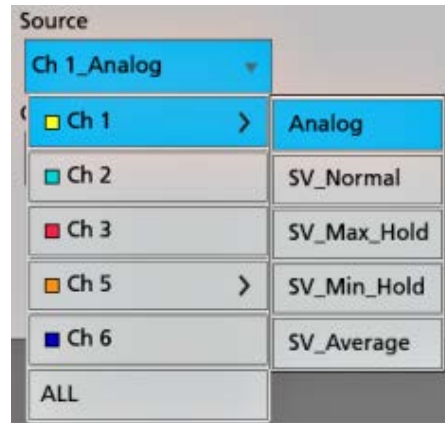 Source
Ch 1_Analog
Ch 1
Analog
Ch 2
SV_Normal
Ch 3
SV_Max_Hold
Ch 5
SV_Min_Hold
Ch 6
SV_Average
ALL